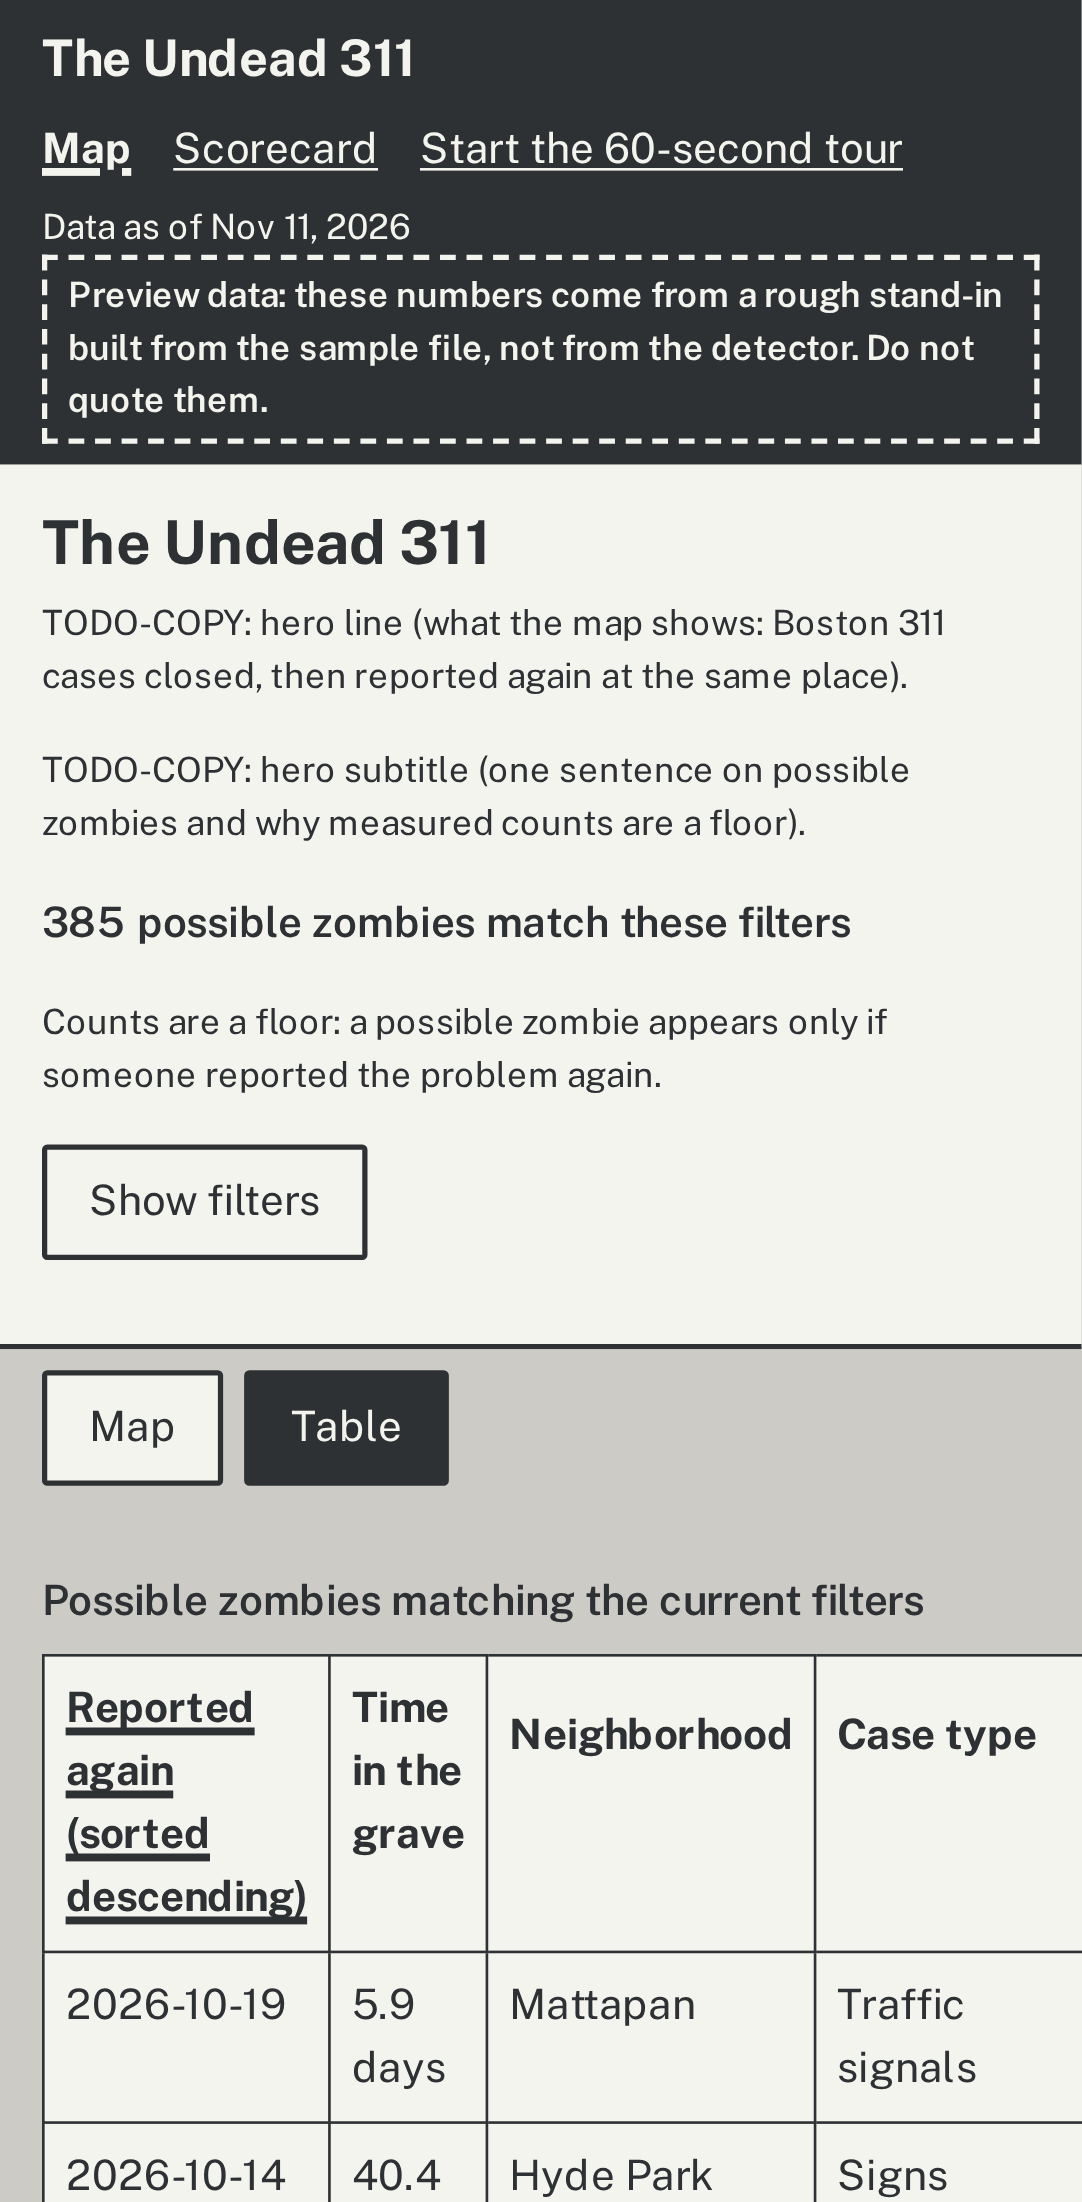 The Undead 311
Map Scorecard Start the 60-second tour
Data as of Nov 11, 2026
Preview data: these numbers come from a rough stand-in
built from the sample file, not from the detector. Do not
quote them.
The Undead 311
TODO-COPY: hero line (what the map shows: Boston 311
cases closed, then reported again at the same place).
TODO-COPY: hero subtitle (one sentence on possible
zombies and why measured counts are a floor).
385 possible zombies match these filters
Counts are a floor: a possible zombie appears only if
someone reported the problem again.
Show filters
Map Table
Possible zombies matching the current filters
Reported
again
(sorted
descending)
Time
in the
grave
Neighborhood
Case type
2026-10-19
5.9
days
Mattapan
Traffic
signals
2026-10-14
40.4
Hyde Park
Signs